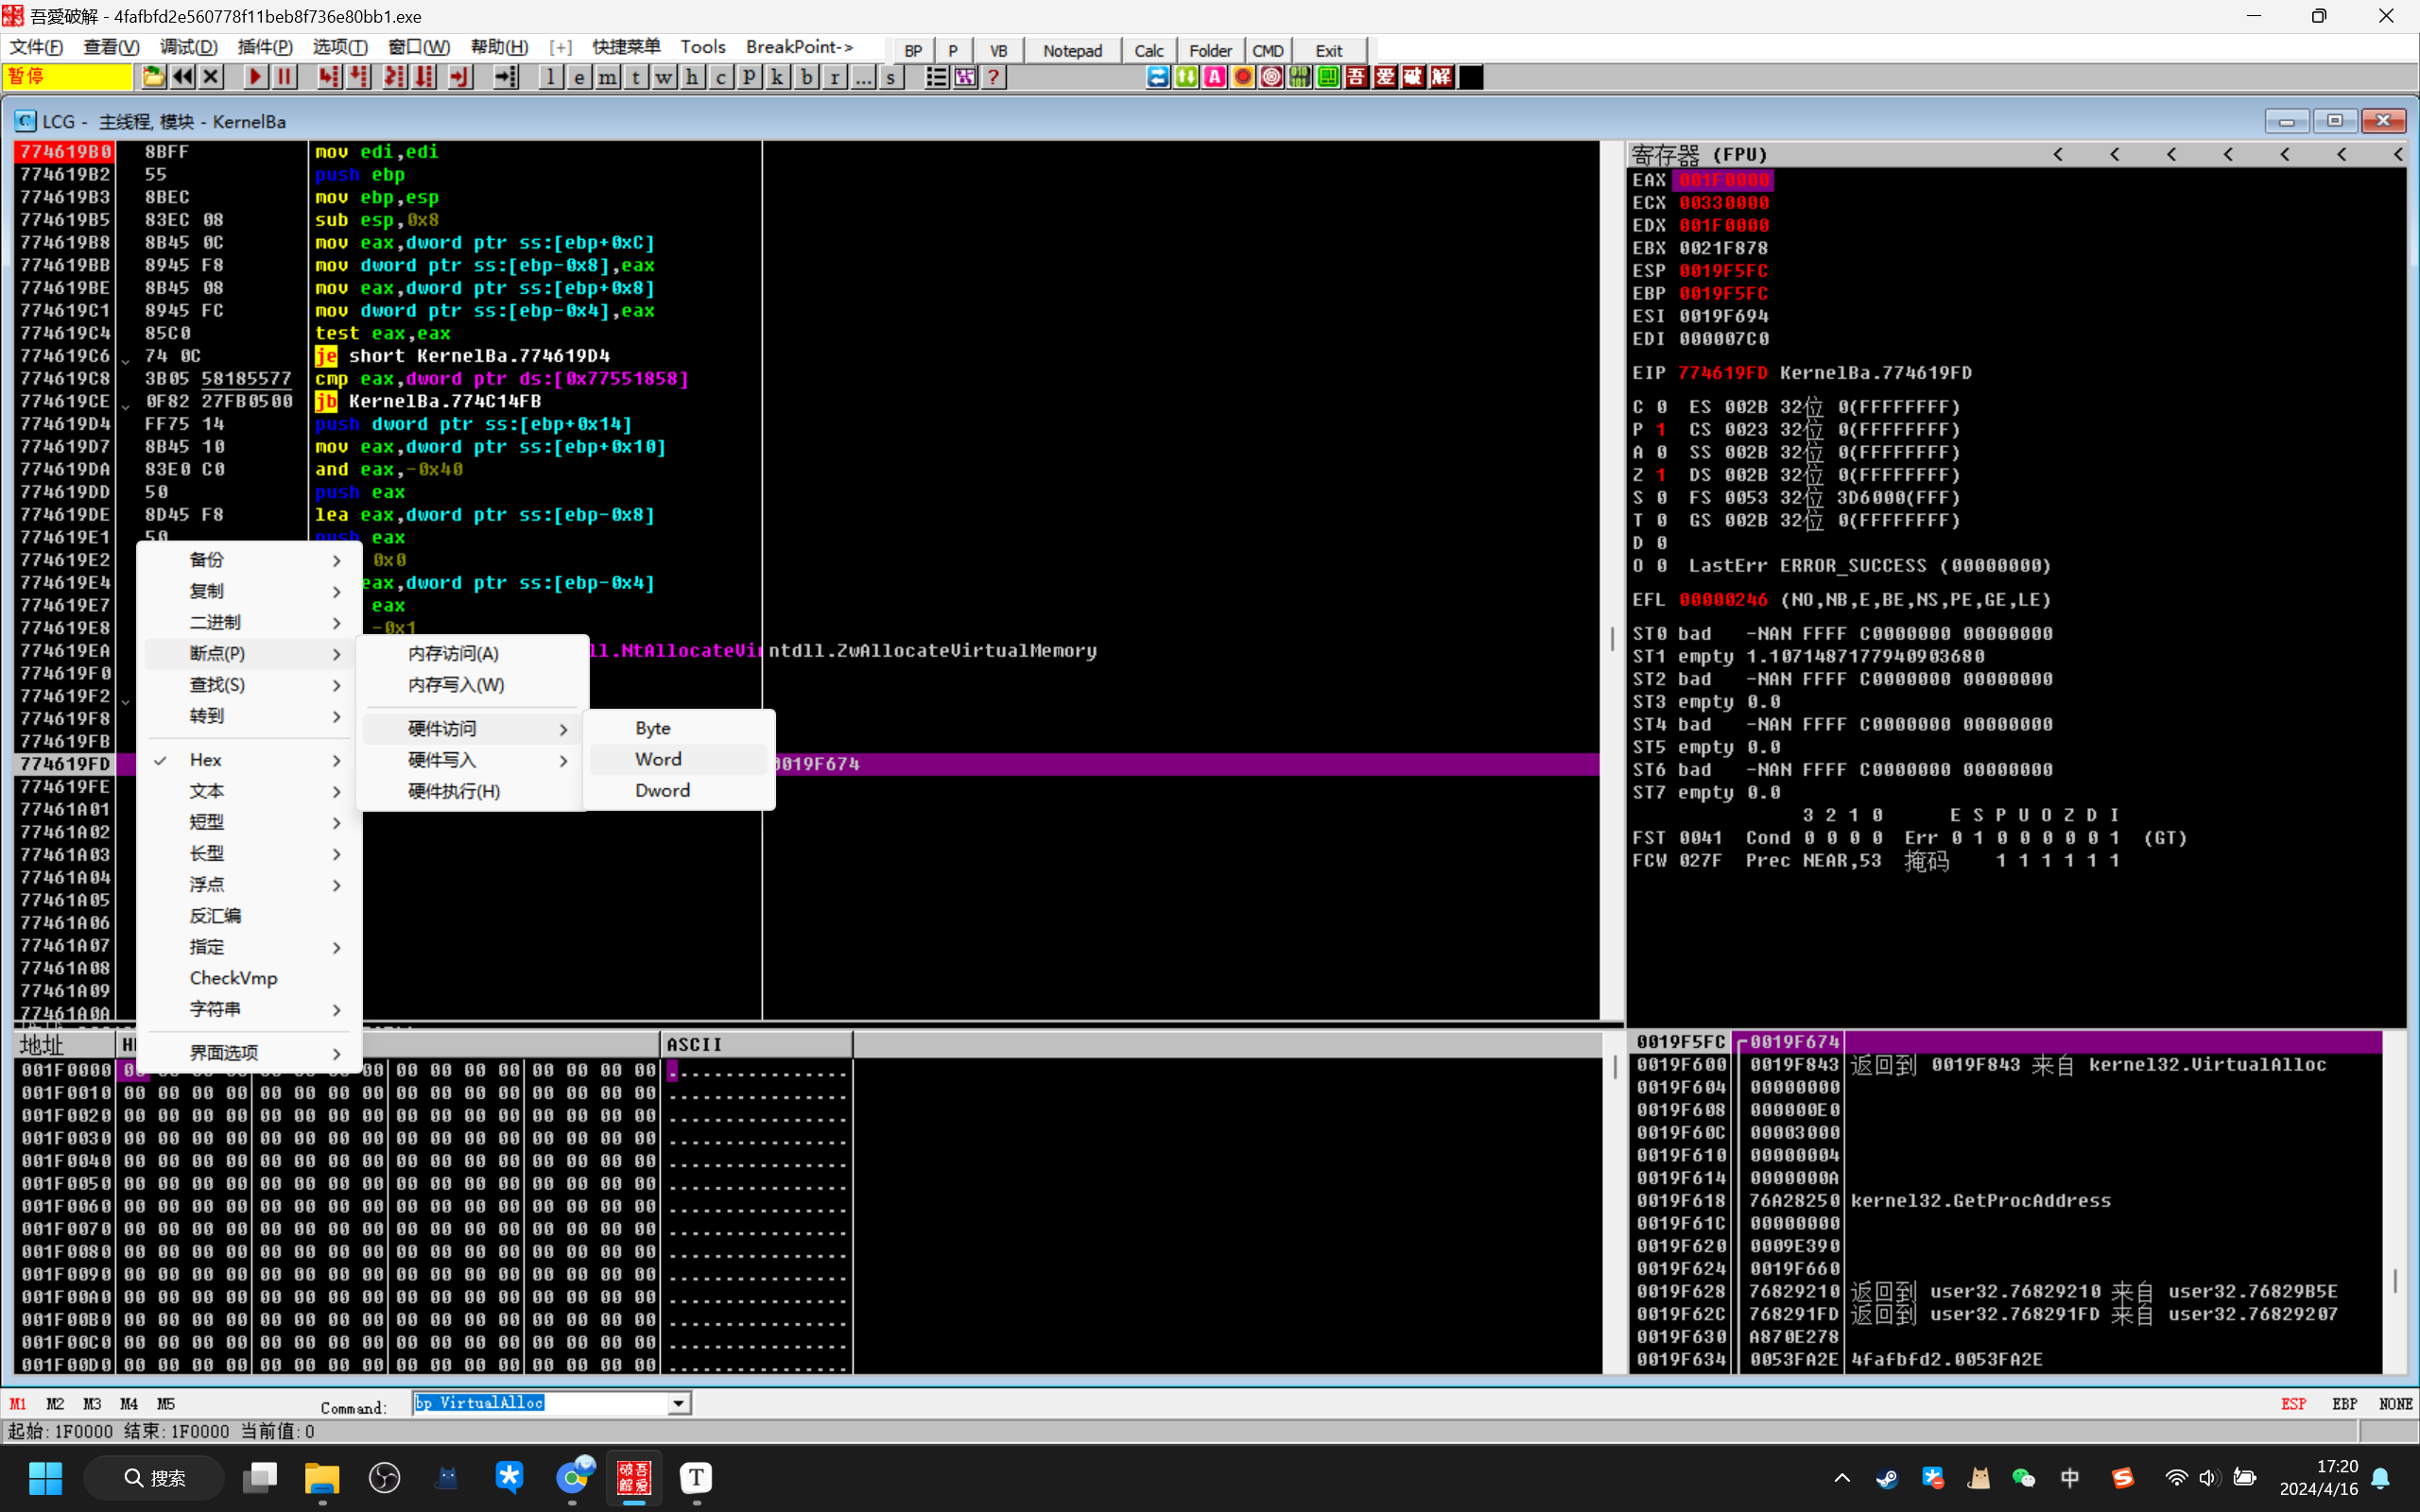 吾愛破解 - 4fafbfd2e560778f11beb8f736e80bb1.exe
文件(F) 查看(V) 调试(D) 插件(P) 选项(T) 窗口(W) 帮助(H) [+] 快捷菜单 Tools BreakPoint-> BP P VB Notepad Calc Folder CMD Exit
暂停 l e m t w h c p k b r ... s ? A 吾 爱 破 解
LCG - 主线程, 模块 - KernelBa
774619B0 8BFF mov edi,edi
774619B2 55 push ebp
774619B3 8BEC mov ebp,esp
774619B5 83EC 08 sub esp,0x8
774619B8 8B45 0C mov eax,dword ptr ss:[ebp+0xC]
774619BB 8945 F8 mov dword ptr ss:[ebp-0x8],eax
774619BE 8B45 08 mov eax,dword ptr ss:[ebp+0x8]
774619C1 8945 FC mov dword ptr ss:[ebp-0x4],eax
774619C4 85C0 test eax,eax
774619C6 74 0C je short KernelBa.774619D4
774619C8 3B05 58185577 cmp eax,dword ptr ds:[0x77551858]
774619CE 0F82 27FB0500 jb KernelBa.774C14FB
774619D4 FF75 14 push dword ptr ss:[ebp+0x14]
774619D7 8B45 10 mov eax,dword ptr ss:[ebp+0x10]
774619DA 83E0 C0 and eax,-0x40
774619DD 50 push eax
774619DE 8D45 F8 lea eax,dword ptr ss:[ebp-0x8]
774619E1 50 push eax
774619E2 0x0
774619E4 eax,dword ptr ss:[ebp-0x4]
774619E7 eax
774619E8 -0x1
774619EA ll.NtAllocateVi ntdll.ZwAllocateVirtualMemory
774619F0
774619F2
774619F8
774619FB
774619FD 0019F674
774619FE
77461A01
77461A02
77461A03
77461A04
77461A05
77461A06
77461A07
77461A08
77461A09
77461A0A
备份
复制
二进制
断点(P)
查找(S)
转到
Hex
文本
短型
长型
浮点
反汇编
指定
CheckVmp
字符串
界面选项
内存访问(A)
内存写入(W)
硬件访问
硬件写入
硬件执行(H)
Byte
Word
Dword
寄存器 (FPU) < < < < < < <
EAX 001F0000
ECX 00330000
EDX 001F0000
EBX 0021F878
ESP 0019F5FC
EBP 0019F5FC
ESI 0019F694
EDI 000007C0
EIP 774619FD KernelBa.774619FD
C 0 ES 002B 32位 0(FFFFFFFF)
P 1 CS 0023 32位 0(FFFFFFFF)
A 0 SS 002B 32位 0(FFFFFFFF)
Z 1 DS 002B 32位 0(FFFFFFFF)
S 0 FS 0053 32位 3D6000(FFF)
T 0 GS 002B 32位 0(FFFFFFFF)
D 0
O 0 LastErr ERROR_SUCCESS (00000000)
EFL 00000246 (NO,NB,E,BE,NS,PE,GE,LE)
ST0 bad -NAN FFFF C0000000 00000000
ST1 empty 1.1071487177940903680
ST2 bad -NAN FFFF C0000000 00000000
ST3 empty 0.0
ST4 bad -NAN FFFF C0000000 00000000
ST5 empty 0.0
ST6 bad -NAN FFFF C0000000 00000000
ST7 empty 0.0
3 2 1 0 E S P U O Z D I
FST 0041 Cond 0 0 0 0 Err 0 1 0 0 0 0 0 1 (GT)
FCW 027F Prec NEAR,53 掩码 1 1 1 1 1 1
地址 H ASCII
001F0000 00 00 00 00 00 00 00 00 00 ................
001F0010 00 00 00 00 00 00 00 00 00 00 00 00 00 00 00 00 ................
001F0020 00 00 00 00 00 00 00 00 00 00 00 00 00 00 00 00 ................
001F0030 00 00 00 00 00 00 00 00 00 00 00 00 00 00 00 00 ................
001F0040 00 00 00 00 00 00 00 00 00 00 00 00 00 00 00 00 ................
001F0050 00 00 00 00 00 00 00 00 00 00 00 00 00 00 00 00 ................
001F0060 00 00 00 00 00 00 00 00 00 00 00 00 00 00 00 00 ................
001F0070 00 00 00 00 00 00 00 00 00 00 00 00 00 00 00 00 ................
001F0080 00 00 00 00 00 00 00 00 00 00 00 00 00 00 00 00 ................
001F0090 00 00 00 00 00 00 00 00 00 00 00 00 00 00 00 00 ................
001F00A0 00 00 00 00 00 00 00 00 00 00 00 00 00 00 00 00 ................
001F00B0 00 00 00 00 00 00 00 00 00 00 00 00 00 00 00 00 ................
001F00C0 00 00 00 00 00 00 00 00 00 00 00 00 00 00 00 00 ................
001F00D0 00 00 00 00 00 00 00 00 00 00 00 00 00 00 00 00 ................
0019F5FC 0019F674
0019F600 0019F843 返回到 0019F843 来自 kernel32.VirtualAlloc
0019F604 00000000
0019F608 000000E0
0019F60C 00003000
0019F610 00000004
0019F614 0000000A
0019F618 76A28250 kernel32.GetProcAddress
0019F61C 00000000
0019F620 0009E390
0019F624 0019F660
0019F628 76829210 返回到 user32.76829210 来自 user32.76829B5E
0019F62C 768291FD 返回到 user32.768291FD 来自 user32.76829207
0019F630 A870E278
0019F634 0053FA2E 4fafbfd2.0053FA2E
M1 M2 M3 M4 M5 Command: bp VirtualAlloc ESP EBP NONE
起始: 1F0000 结束: 1F0000 当前值: 0
搜索 破吾解爱 T 中 S 17:20
2024/4/16